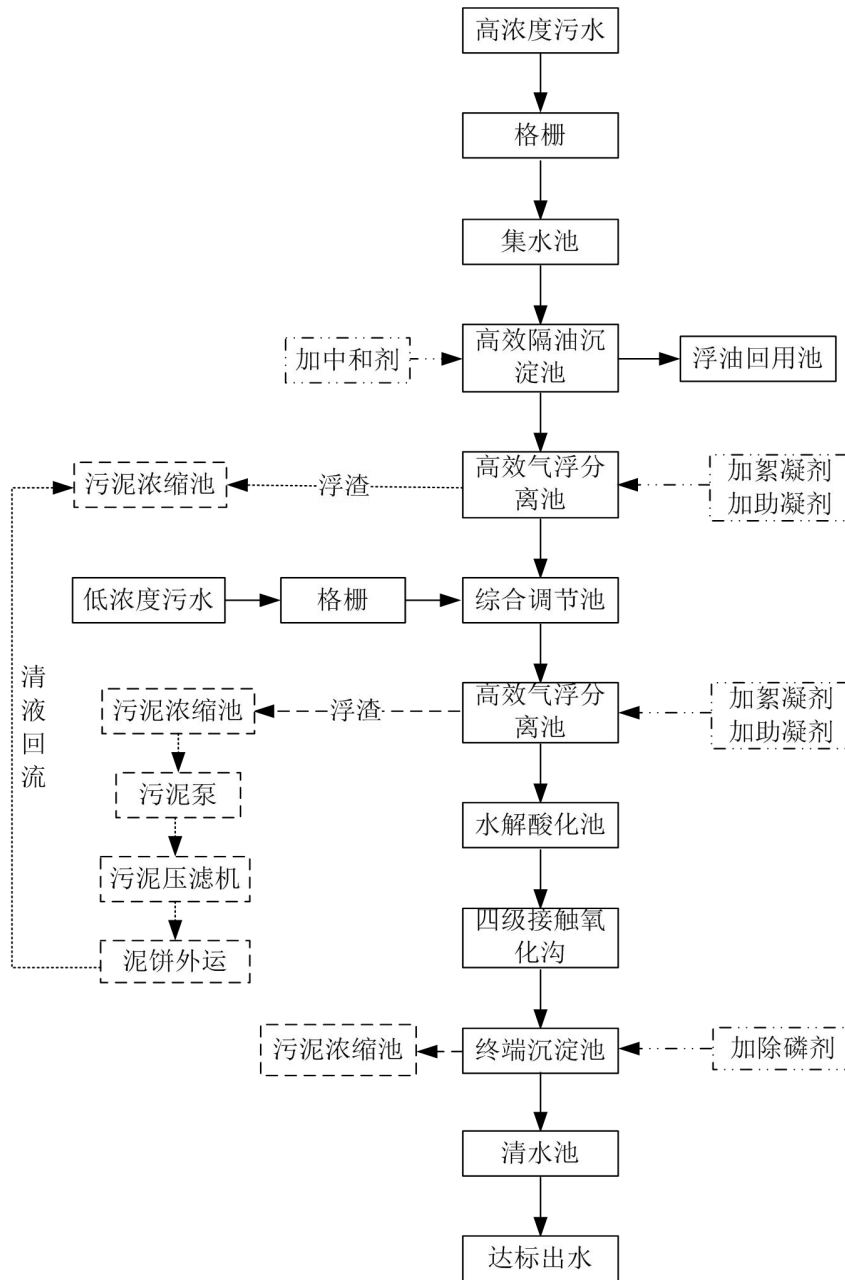 高浓度污水
格栅
集水池
加中和剂
高效隔油沉
淀池
浮油回用池
污泥浓缩池
浮渣
高效气浮分
离池
加絮凝剂
加助凝剂
低浓度污水
格栅
综合调节池
清
液
回
流
污泥浓缩池
浮渣
高效气浮分
离池
加絮凝剂
加助凝剂
污泥泵
水解酸化池
污泥压滤机
四级接触氧
化沟
泥饼外运
污泥浓缩池
终端沉淀池
加除磷剂
清水池
达标出水